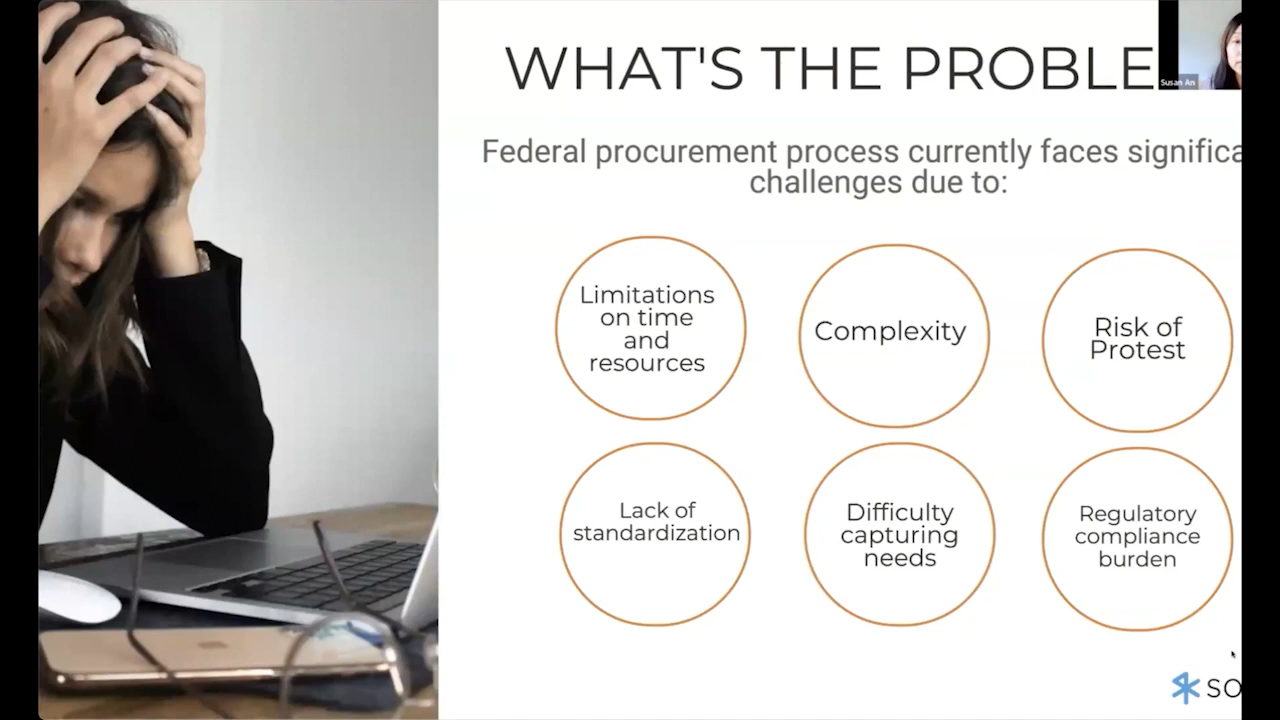 WHAT'S THE PROBLE
Susan An
Federal procurement process currently faces significa
challenges due to:
Limitations
on time
and
resources
Complexity
Risk of
Protest
Lack of
standardization
Difficulty
capturing
needs
Regulatory
compliance
burden
SO